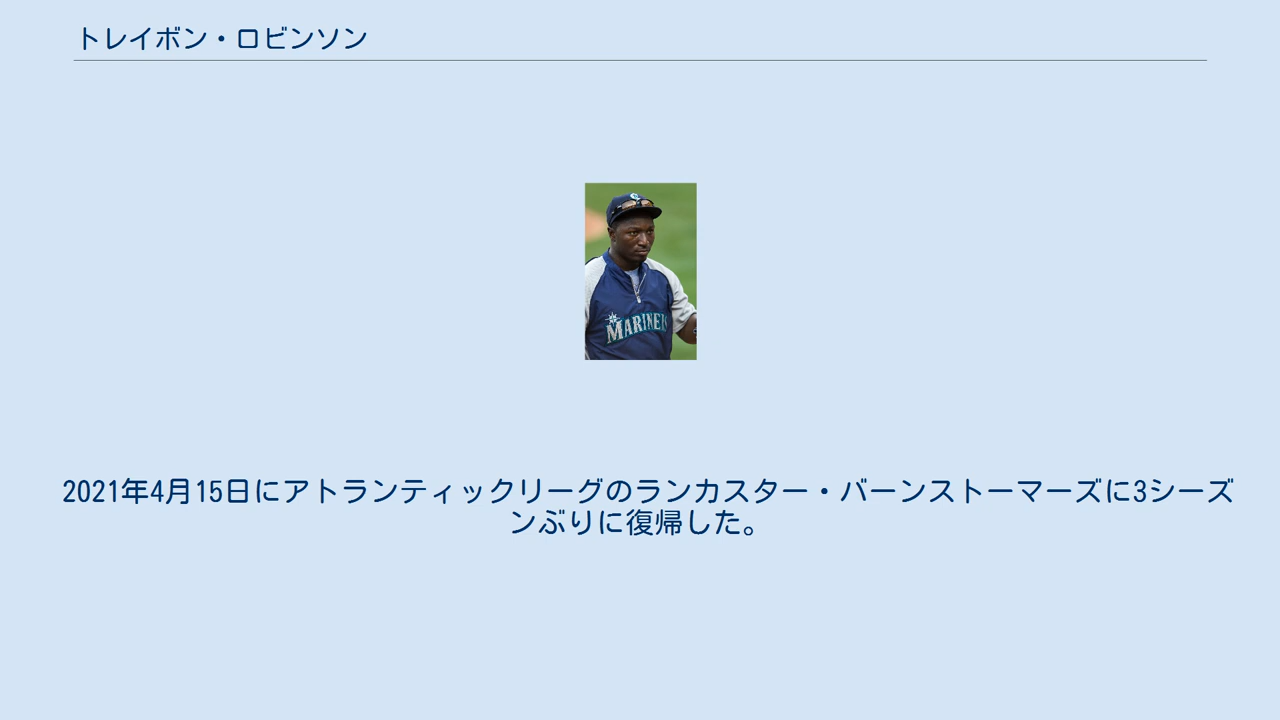 トレイボン・ロビンソン
MARINERS
2021年4月15日にアトランティックリーグのランカスター・バーンストーマーズに3シーズ
ンぶりに復帰した。